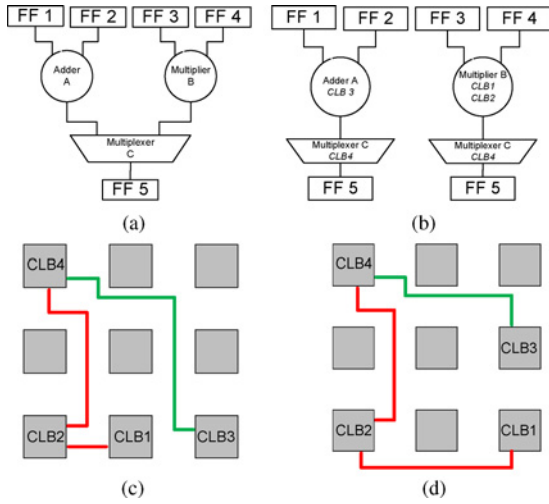 FF 1 FF 2 FF 3 FF 4
Adder
A
Multiplier
B
Multiplexer
C
FF 5
(a)
FF 1 FF 2 FF 3 FF 4
Adder A
CLB 3
Multiplier B
CLB1
CLB2
Multiplexer C
CLB4
Multiplexer C
CLB4
FF 5 FF 5
(b)
CLB4
CLB2 CLB1 CLB3
(c)
CLB4
CLB3
CLB2 CLB1
(d)